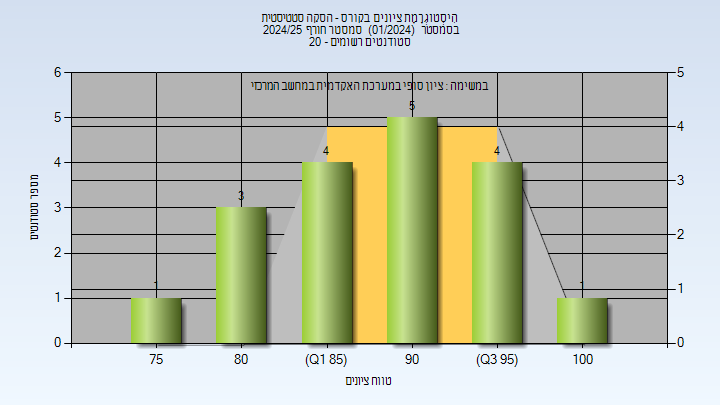 היסטוגרמת ציונים בקורס - הסקה סטטיסטית
בסמסטר (01/2024) סמסטר חורף 2024/25
סטודנטים רשומים - 20
במשימה : ציון סופי במערכת האקדמית במחשב המרכזי
מספר סטודנטים
6
5
4
3
2
1
0
5
4
3
2
1
0
1
3
4
5
4
1
75
80
(Q1 85)
90
(Q3 95)
100
טווח ציונים